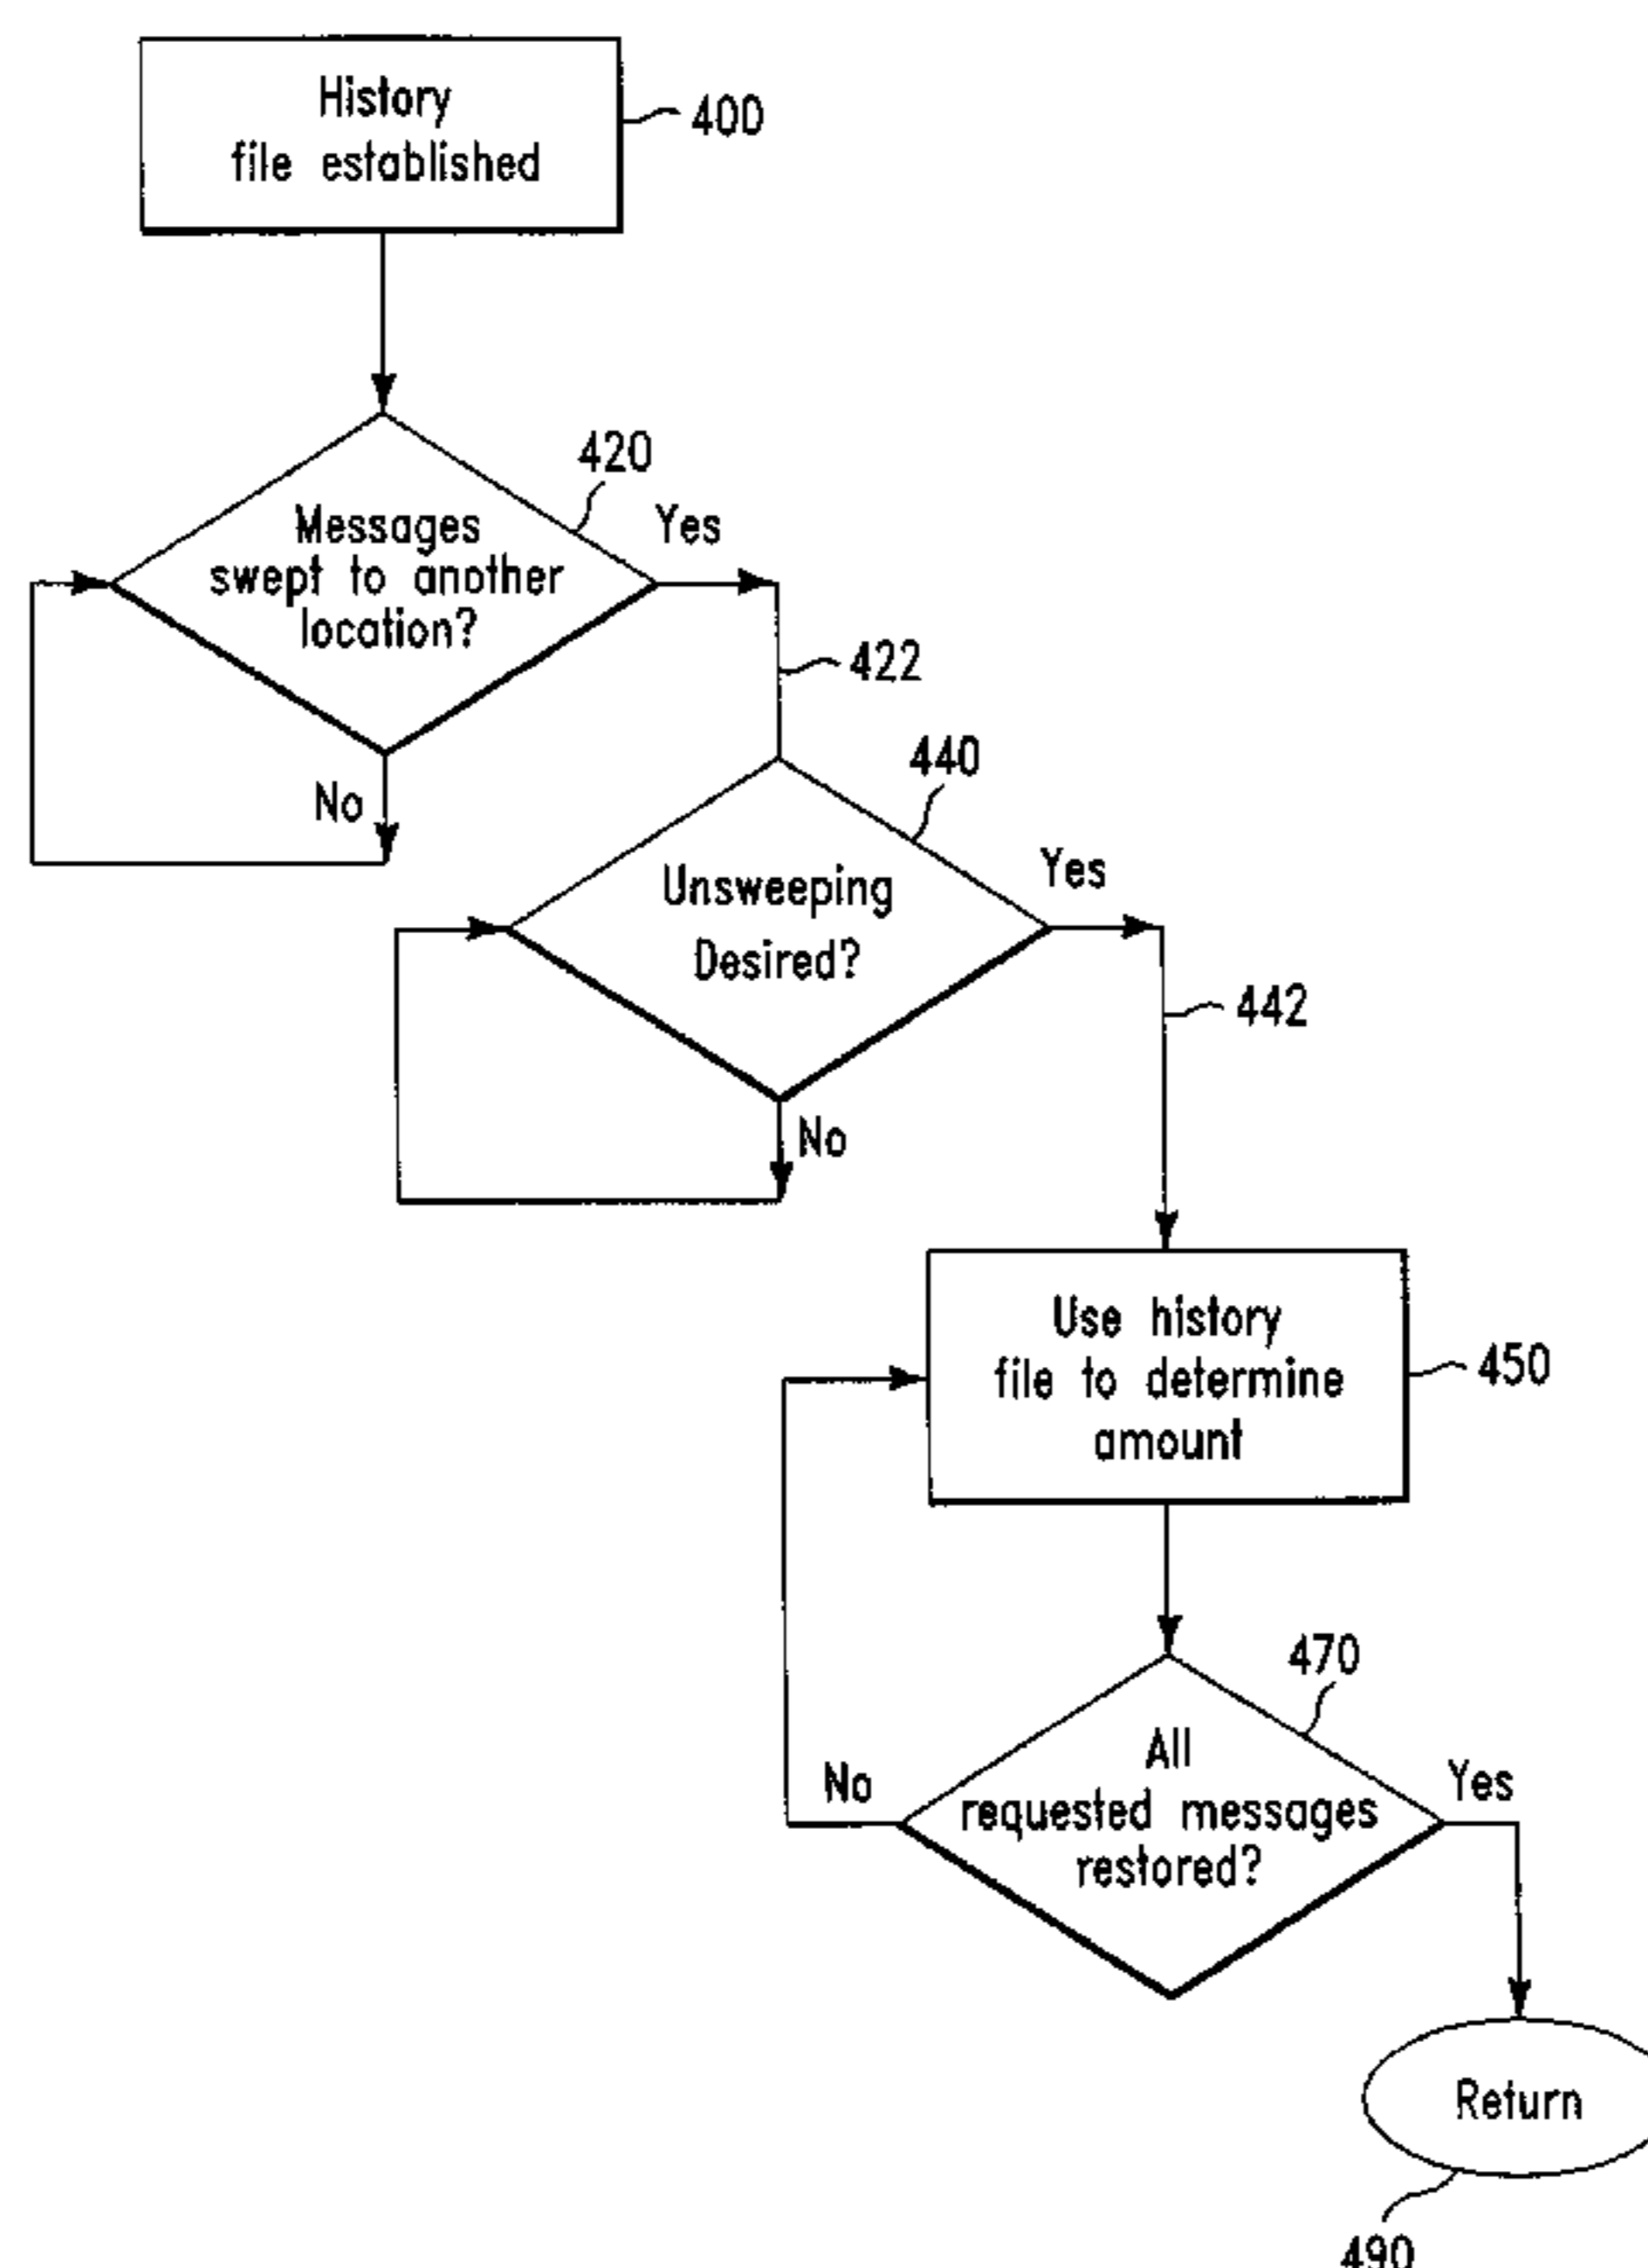 History
file established
400
420
Messages
swept to another
location?
Yes
422
No
440
Unsweeping
Desired?
Yes
442
No
Use history
file to determine
amount
450
470
All
requested messages
restored?
No
Yes
Return
490